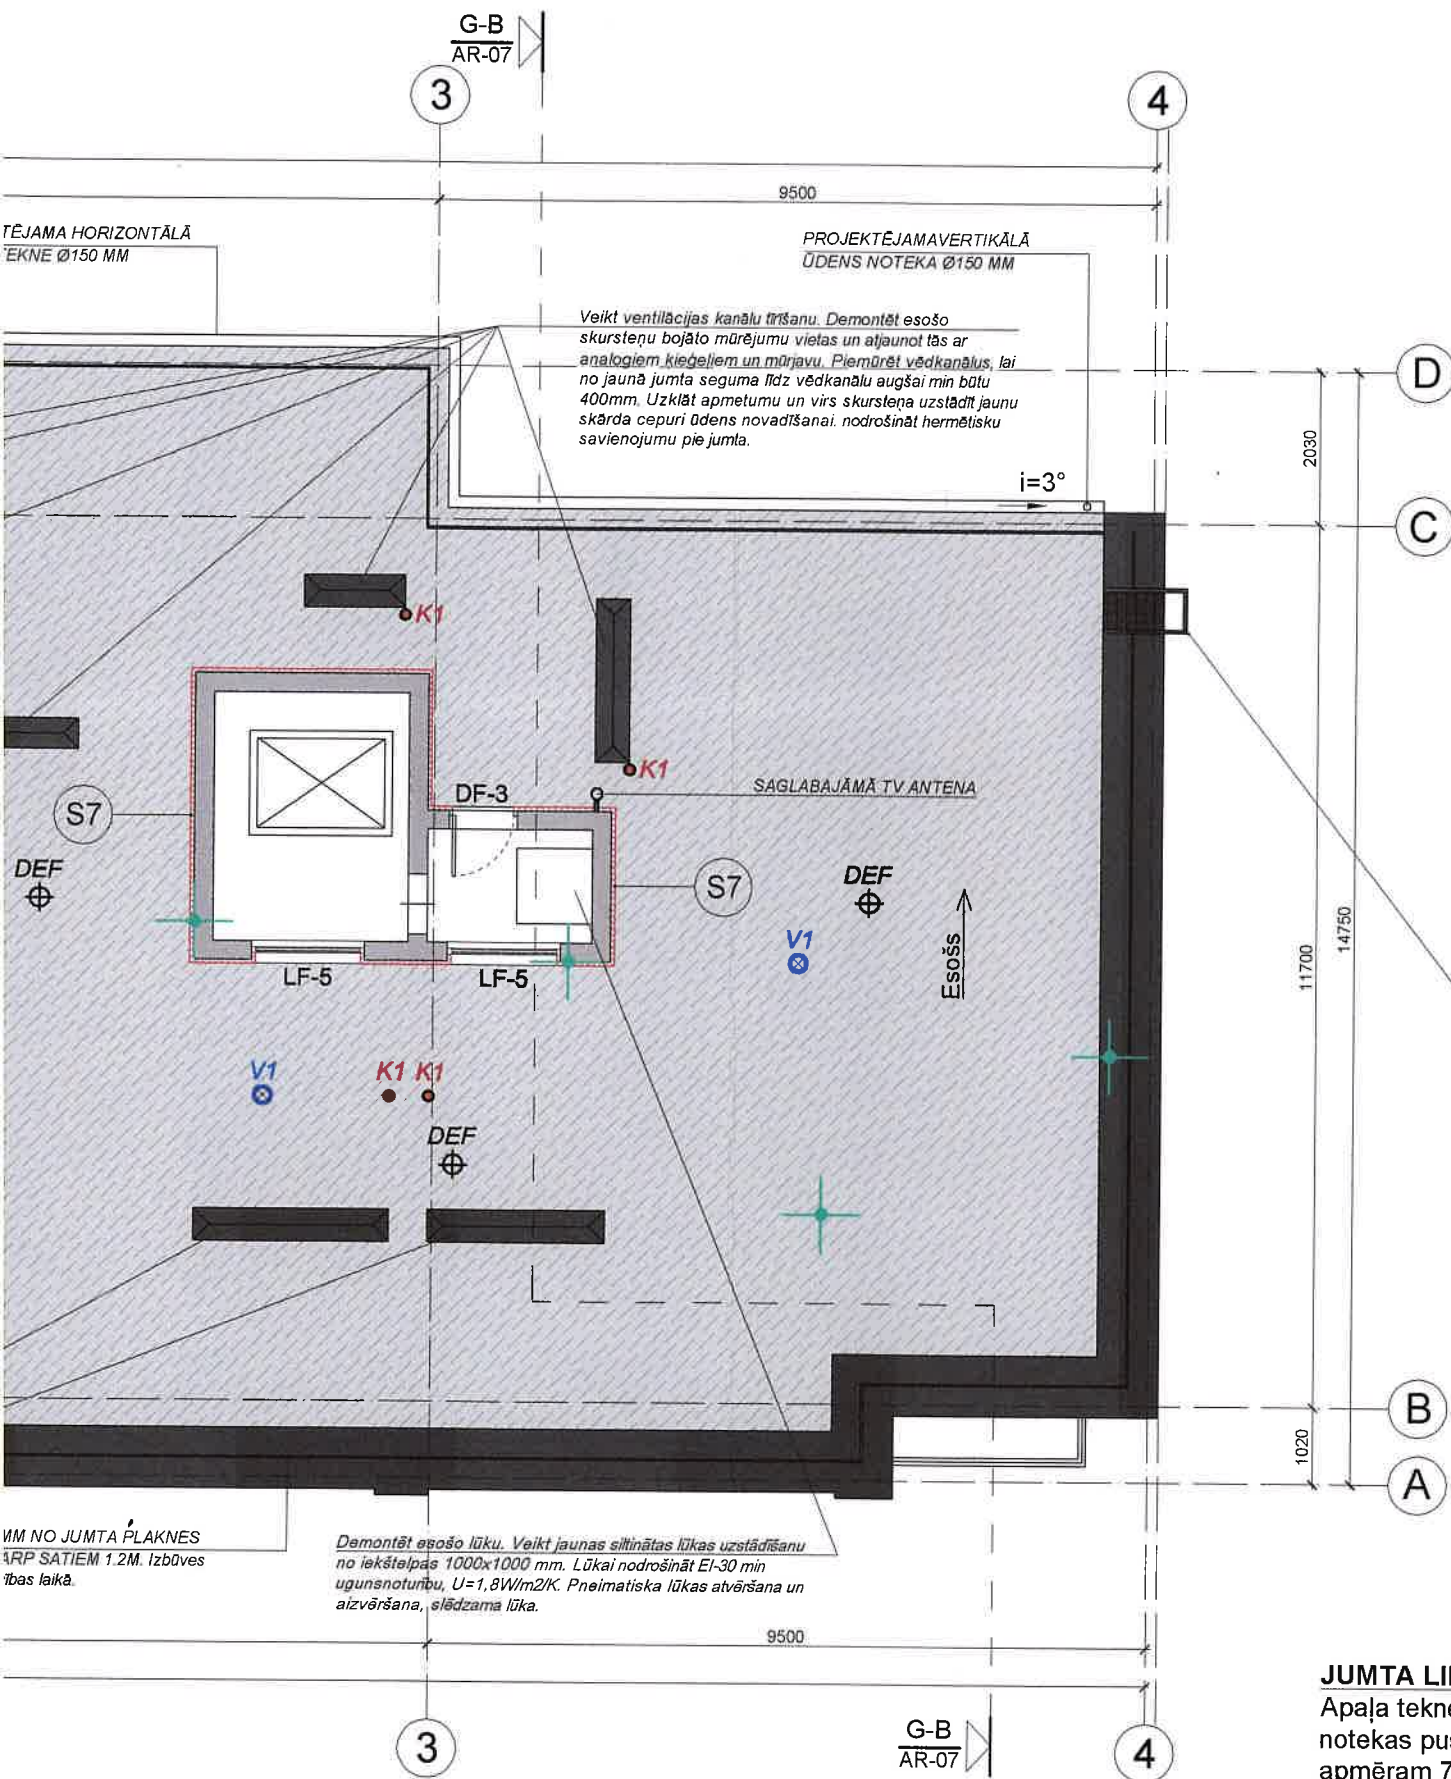 G-B
AR-07
3
4
9500
TĒJAMA HORIZONTĀLĀ
TEKNE Ø150 MM
PROJEKTĒJAMAVERTIKĀLĀ
ŪDENS NOTEKA Ø150 MM
Veikt ventilācijas kanālu tīrīšanu. Demontēt esošo
skursteņu bojāto mūrējumu vietas un atjaunot tās ar
analogiem ķieģeļiem un mūrjavu. Piemūrēt vēdkanālus, lai
no jaunā jumta seguma līdz vēdkanālu augšai min būtu
400mm. Uzklāt apmetumu un virs skursteņa uzstādīt jaunu
skārda cepuri ūdens novadīšanai. nodrošināt hermētisku
savienojumu pie jumta.
D
2030
i=3°
C
K1
K1
SAGLABAJĀMĀ TV ANTENA
DF-3
S7
DEF
S7
DEF
V1
Esošs
11700
14750
LF-5
LF-5
V1
K1
K1
DEF
B
1020
A
MM NO JUMTA PLAKNES
ARP SATIEM 1.2M. Izbūves
ības laikā.
Demontēt esošo lūku. Veikt jaunas siltinātas lūkas uzstādīšanu
no iekštelpas 1000x1000 mm. Lūkai nodrošināt EI-30 min
ugunsnoturību, U=1,8W/m2/K. Pneimatiska lūkas atvēršana un
aizvēršana, slēdzama lūka.
9500
3
G-B
AR-07
4
JUMTA LI
Apaļa tekne
notekas pus
apmēram 7